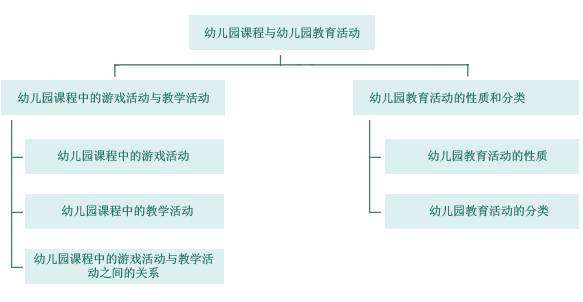 幼儿园课程与幼儿园教育活动
幼儿园课程中的游戏活动与教学活动
幼儿园课程中的游戏活动
幼儿园课程中的教学活动
幼儿园课程中的游戏活动与教学活
动之间的关系
幼儿园教育活动的性质和分类
幼儿园教育活动的性质
幼儿园教育活动的分类